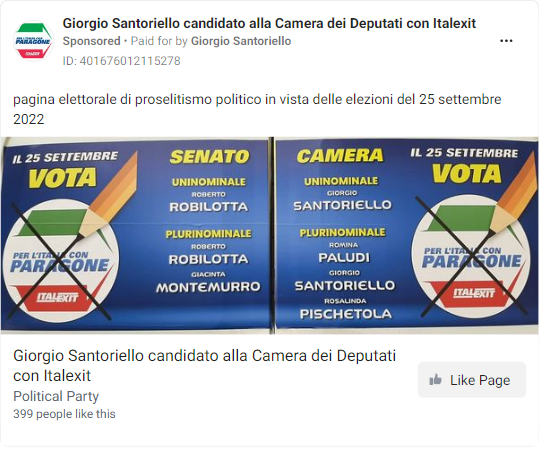 Giorgio Santoriello candidato alla Camera dei Deputati con Italexit
Sponsored • Paid for by Giorgio Santoriello
ID: 401676012115278
pagina elettorale di proselitismo politico in vista delle elezioni del 25 settembre
2022
IL 25 SETTEMBRE
VOTA
PER L'ITALIA CON
PARAGONE
ITALEXIT
SENATO
UNINOMINALE
ROBERTO
ROBILOTTA
PLURINOMINALE
ROBERTO
ROBILOTTA
GIACINTA
MONTEMURRO
CAMERA
UNINOMINALE
GIORGIO
SANTORIELLO
PLURINOMINALE
ROMINA
PALUDI
GIORGIO
SANTORIELLO
ROSALINDA
PISCHETOLA
IL 25 SETTEMBRE
VOTA
PER L'ITALIA CON
PARAGONE
ITALEXIT
Giorgio Santoriello candidato alla Camera dei Deputati
con Italexit
Political Party
399 people like this
Like Page